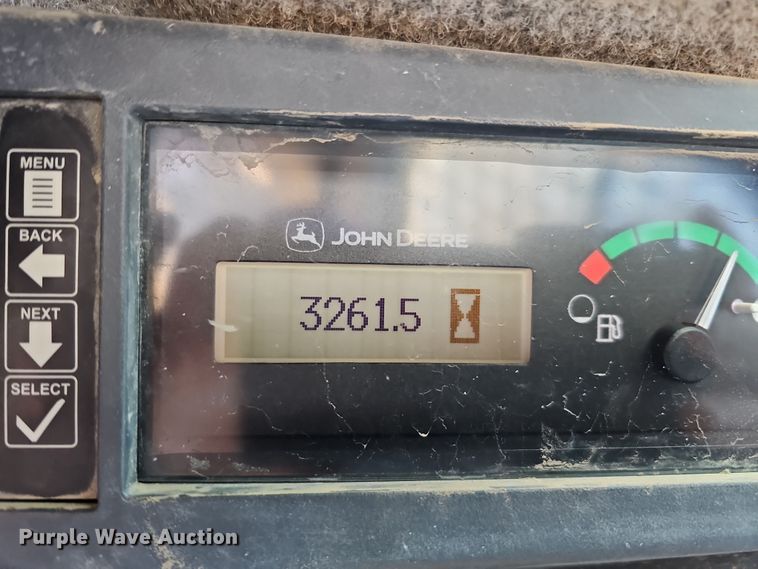 MENU
BACK
NEXT
SELECT
JOHN DEERE
3261.5
Purple Wave Auction